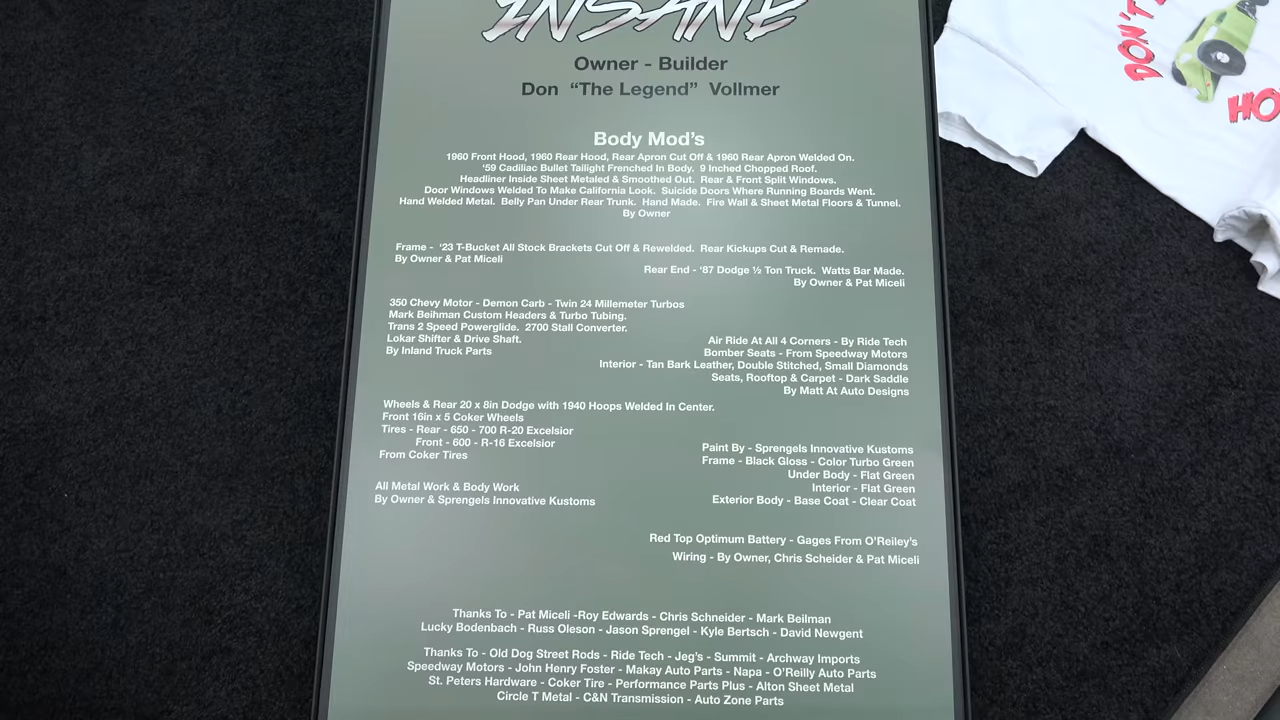 INSANE
Owner - Builder
Don "The Legend" Vollmer
Body Mod's
1960 Front Hood, 1960 Rear Hood, Rear Apron Cut Off & 1960 Rear Apron Welded On.
'59 Cadillac Bullet Tailight Frenched In Body. 9 Inched Chopped Roof.
Headliner Inside Sheet Metaled & Smoothed Out. Rear & Front Split Windows.
Door Windows Welded To Make California Look. Suicide Doors Where Running Boards Went.
Hand Welded Metal. Belly Pan Under Rear Trunk. Hand Made. Fire Wall & Sheet Metal Floors & Tunnel.
By Owner
Frame - '23 T-Bucket All Stock Brackets Cut Off & Rewelded. Rear Kickups Cut & Remade.
By Owner & Pat Miceli
Rear End - '87 Dodge ½ Ton Truck. Watts Bar Made.
By Owner & Pat Miceli
350 Chevy Motor - Demon Carb - Twin 24 Millemeter Turbos
Mark Beihman Custom Headers & Turbo Tubing.
Trans 2 Speed Powerglide. 2700 Stall Converter.
Lokar Shifter & Drive Shaft.
By Inland Truck Parts
Air Ride At All 4 Corners - By Ride Tech
Bomber Seats - From Speedway Motors
Interior - Tan Bark Leather, Double Stitched, Small Diamonds
Seats, Rooftop & Carpet - Dark Saddle
By Matt At Auto Designs
Wheels & Rear 20 x 8in Dodge with 1940 Hoops Welded In Center.
Front 16in x 5 Coker Wheels
Tires - Rear - 650 - 700 R-20 Excelsior
Front - 600 - R-16 Excelsior
From Coker Tires
Paint By - Sprengels Innovative Kustoms
Frame - Black Gloss - Color Turbo Green
Under Body - Flat Green
Interior - Flat Green
Exterior Body - Base Coat - Clear Coat
All Metal Work & Body Work
By Owner & Sprengels Innovative Kustoms
Red Top Optimum Battery - Gages From O'Reiley's
Wiring - By Owner, Chris Scheider & Pat Miceli
Thanks To - Pat Miceli -Roy Edwards - Chris Schneider - Mark Beilman
Lucky Bodenbach - Russ Oleson - Jason Sprengel - Kyle Bertsch - David Newgent
Thanks To - Old Dog Street Rods - Ride Tech - Jeg's - Summit - Archway Imports
Speedway Motors - John Henry Foster - Makay Auto Parts - Napa - O'Reilly Auto Parts
St. Peters Hardware - Coker Tire - Performance Parts Plus - Alton Sheet Metal
Circle T Metal - C&N Transmission - Auto Zone Parts
DON'T
HO